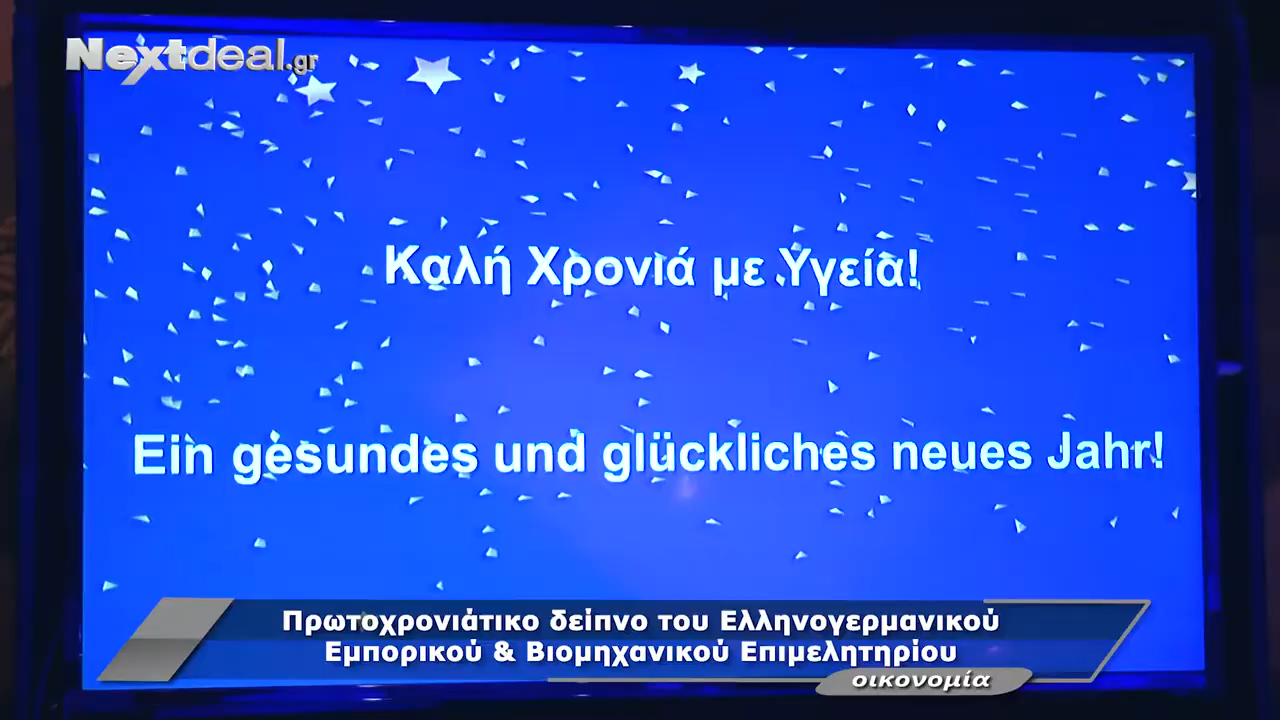 Nextdeal.gr
Καλή Χρονιά με Υγεία!
Ein gesundes und glückliches neues Jahr!
Πρωτοχρονιάτικο δείπνο του Ελληνογερμανικού
Εμπορικού & Βιομηχανικού Επιμελητηρίου
οικονομία